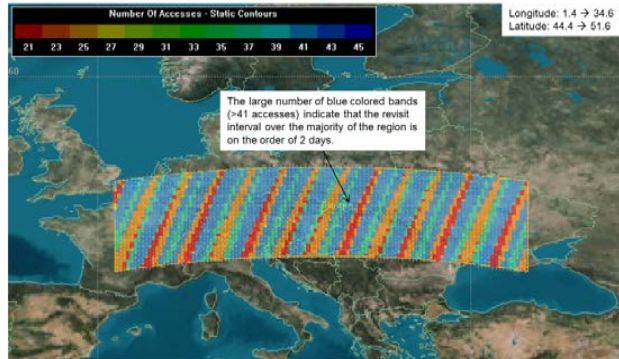 Number Of Accesses - Static Contours
21 23 25 27 29 31 33 35 37 39 41 43 45
Longitude: 1.4 → 34.6
Latitude: 44.4 → 51.6
60
The large number of blue colored bands
(>41 accesses) indicate that the revisit
interval over the majority of the region is
on the order of 2 days.